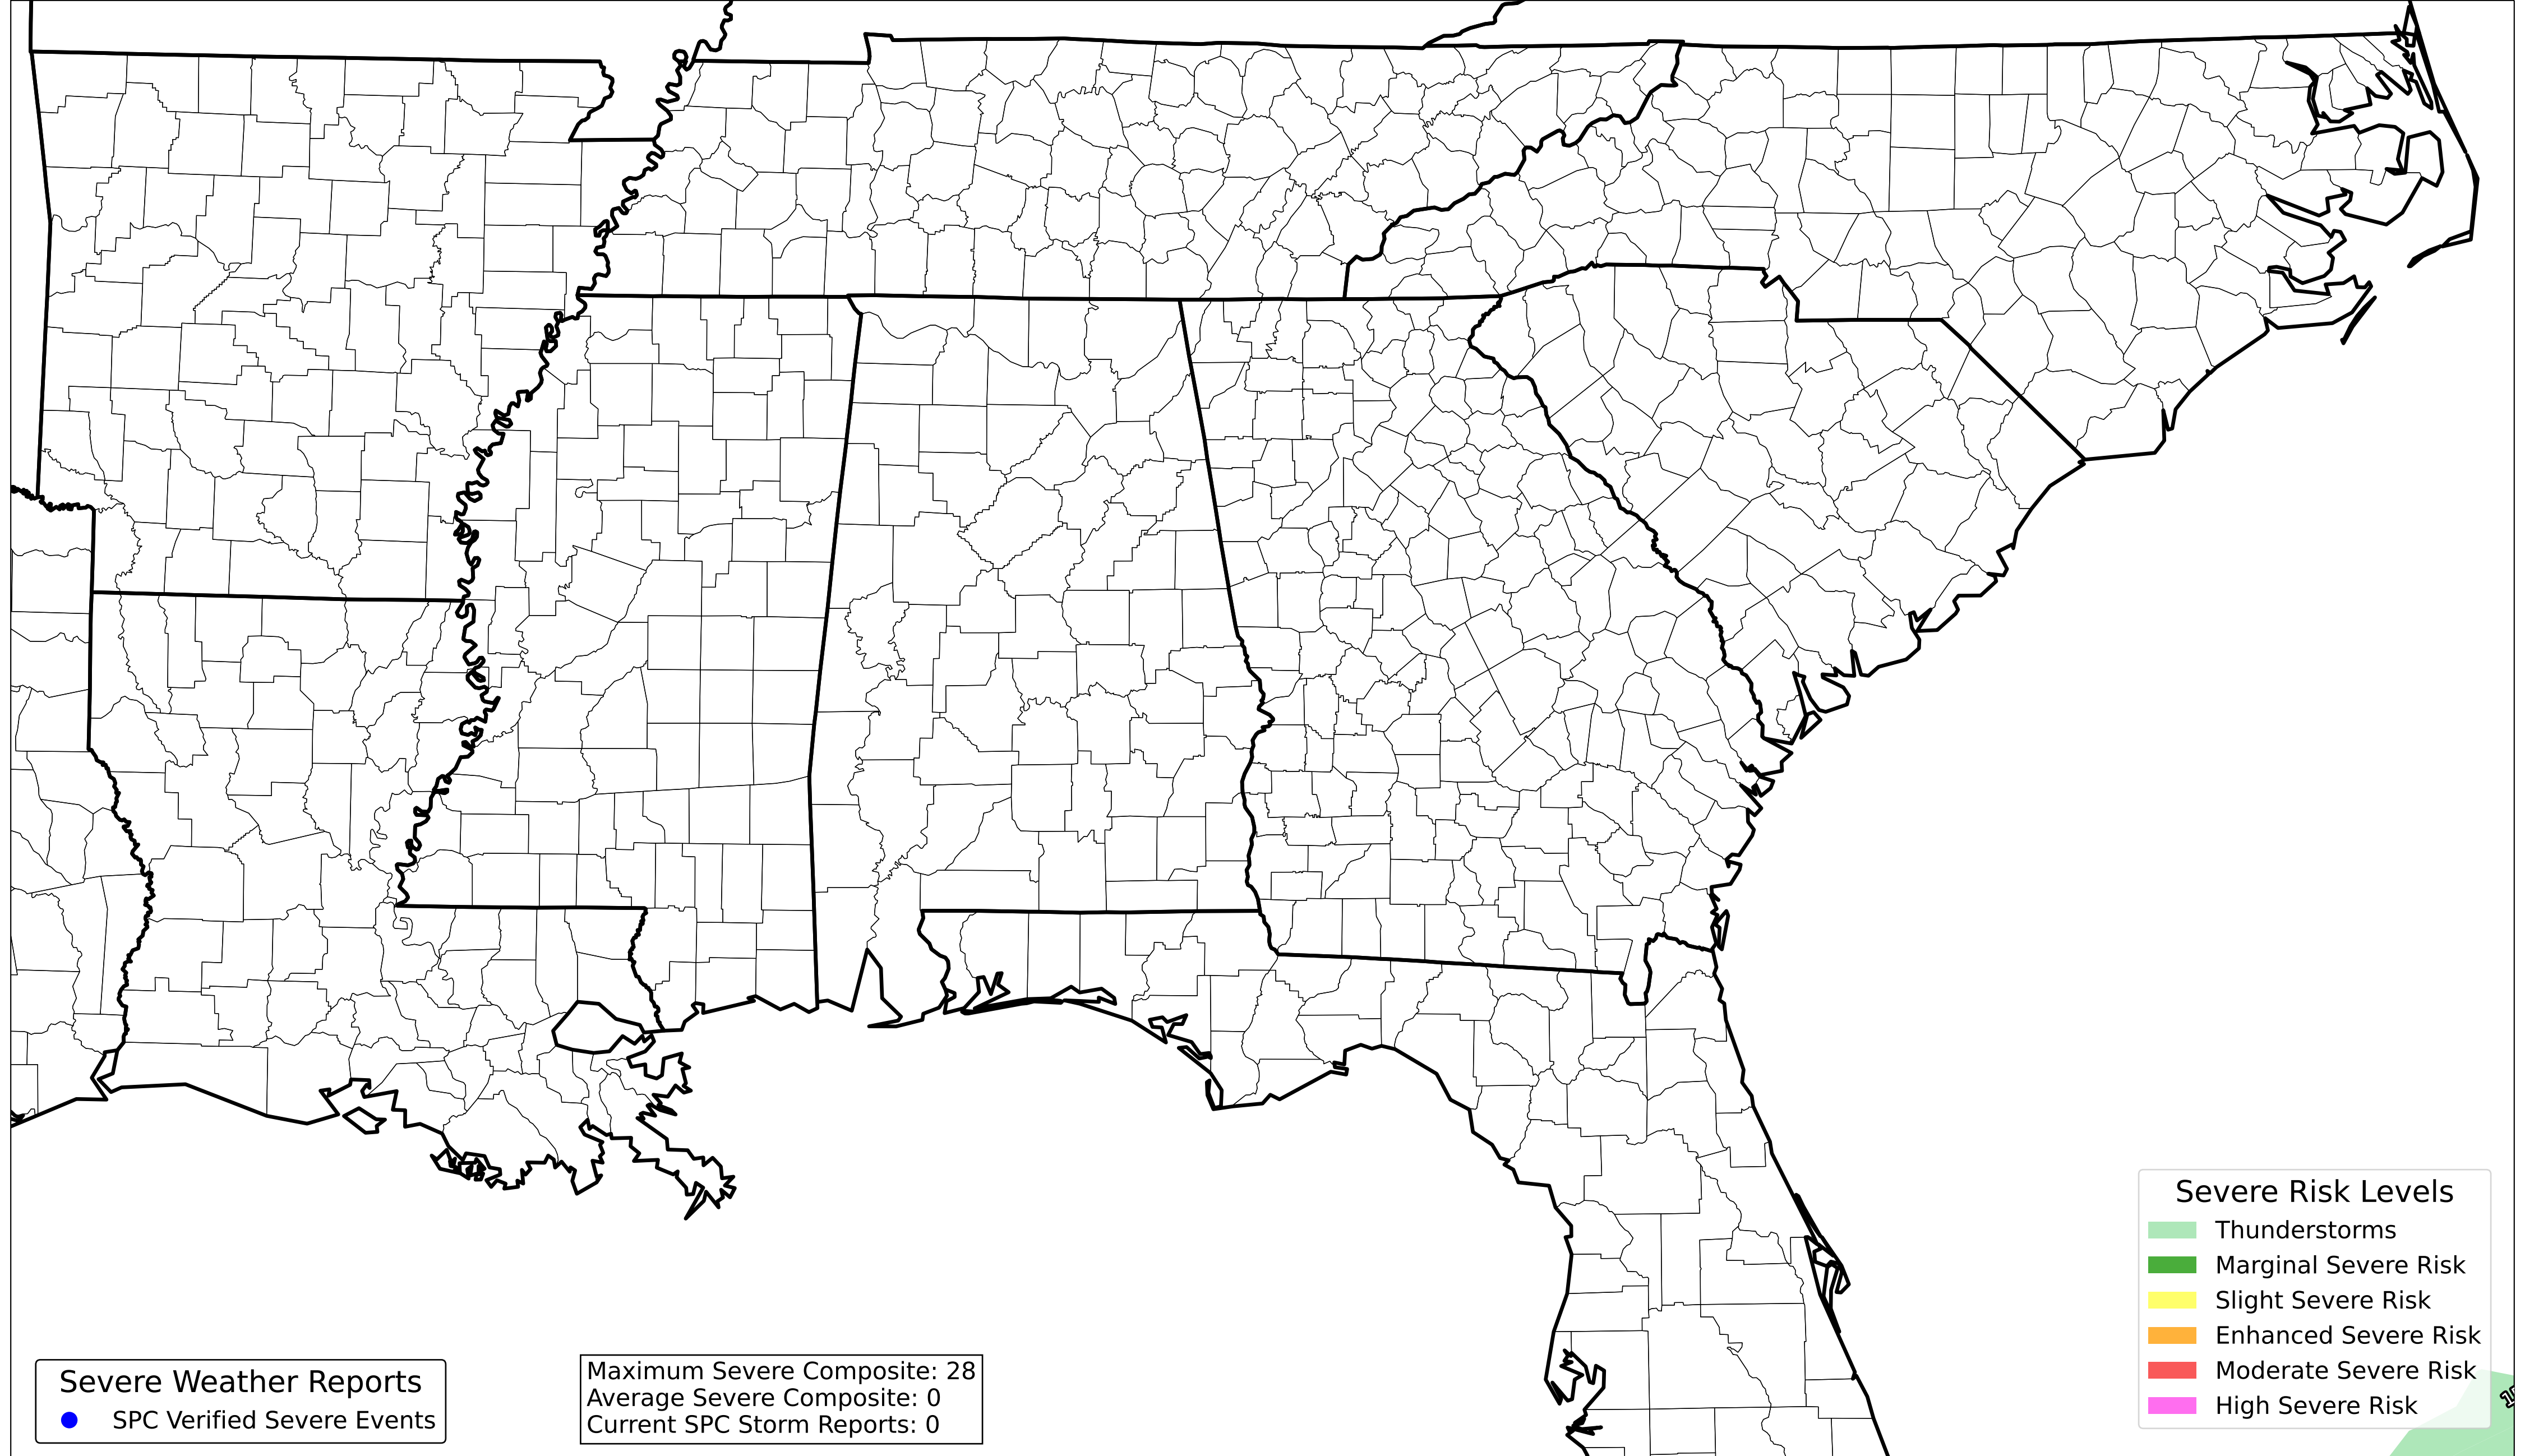 Severe Risk Levels
Thunderstorms
Marginal Severe Risk
Slight Severe Risk
Enhanced Severe Risk
Moderate Severe Risk
High Severe Risk
Severe Weather Reports
SPC Verified Severe Events
Maximum Severe Composite: 28
Average Severe Composite: 0
Current SPC Storm Reports: 0